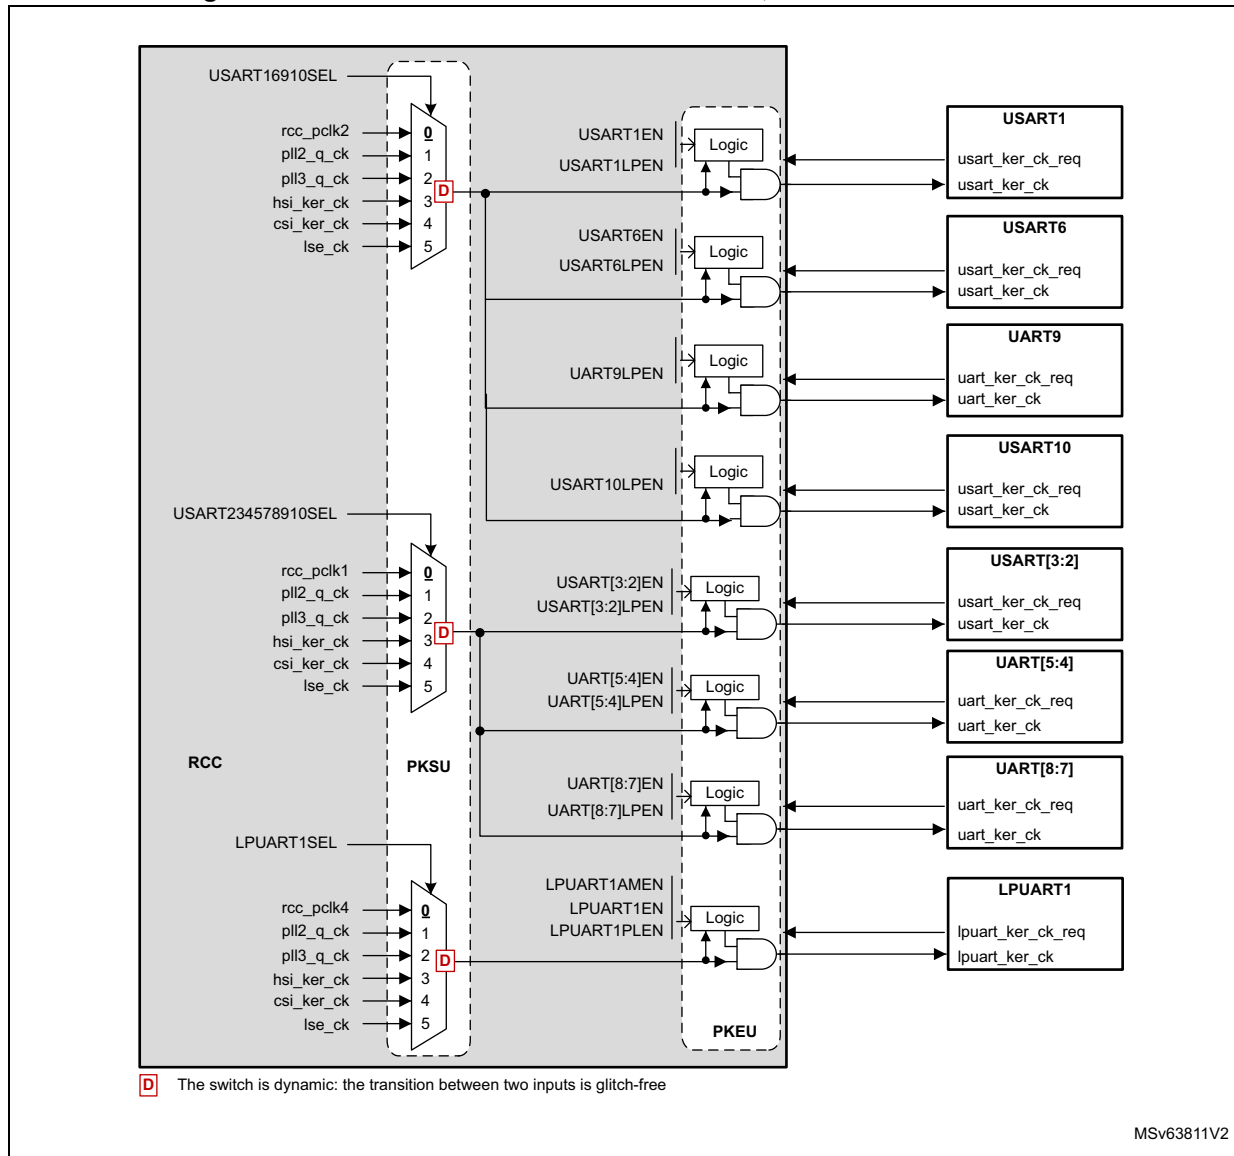 USART16910SEL
rcc_pclk2
pll2_q_ck
pll3_q_ck
hsi_ker_ck
csi_ker_ck
lse_ck
0
1
2
3
4
5
D
USART1EN
USART1LPEN
Logic
USART1
usart_ker_ck_req
usart_ker_ck
USART6EN
USART6LPEN
Logic
USART6
usart_ker_ck_req
usart_ker_ck
UART9LPEN
Logic
UART9
uart_ker_ck_req
uart_ker_ck
USART10LPEN
Logic
USART10
usart_ker_ck_req
usart_ker_ck
USART234578910SEL
rcc_pclk1
pll2_q_ck
pll3_q_ck
hsi_ker_ck
csi_ker_ck
lse_ck
0
1
2
3
4
5
D
USART[3:2]EN
USART[3:2]LPEN
Logic
USART[3:2]
usart_ker_ck_req
usart_ker_ck
UART[5:4]EN
UART[5:4]LPEN
Logic
UART[5:4]
uart_ker_ck_req
uart_ker_ck
RCC
PKSU
UART[8:7]EN
UART[8:7]LPEN
Logic
UART[8:7]
uart_ker_ck_req
uart_ker_ck
LPUART1SEL
rcc_pclk4
pll2_q_ck
pll3_q_ck
hsi_ker_ck
csi_ker_ck
lse_ck
0
1
2
3
4
5
D
LPUART1AMEN
LPUART1EN
LPUART1PLEN
Logic
LPUART1
lpuart_ker_ck_req
lpuart_ker_ck
PKEU
D The switch is dynamic: the transition between two inputs is glitch-free
MSv63811V2